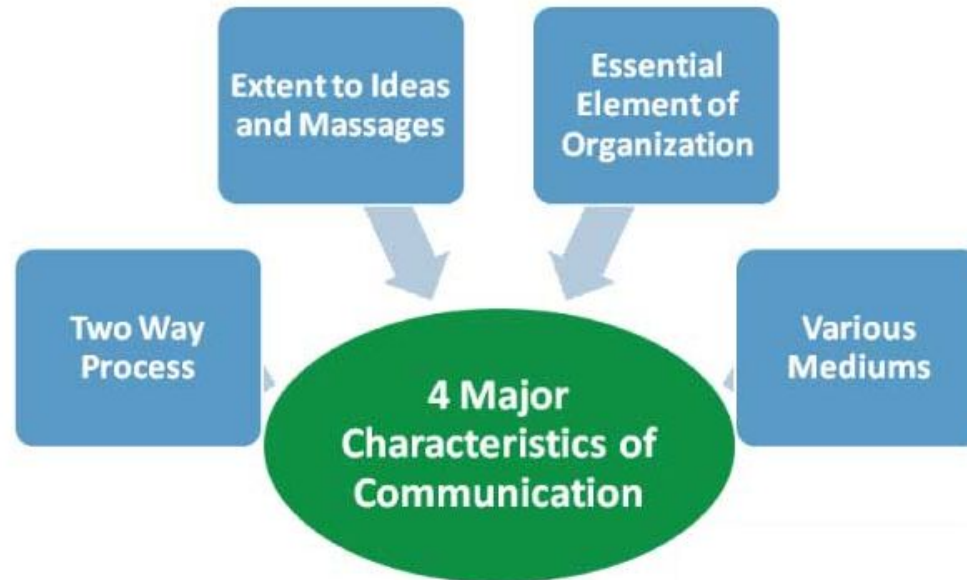 Extent to Ideas
and Massages
Essential
Element of
Organization
Two Way
Process
Various
Mediums
4 Major
Characteristics of
Communication